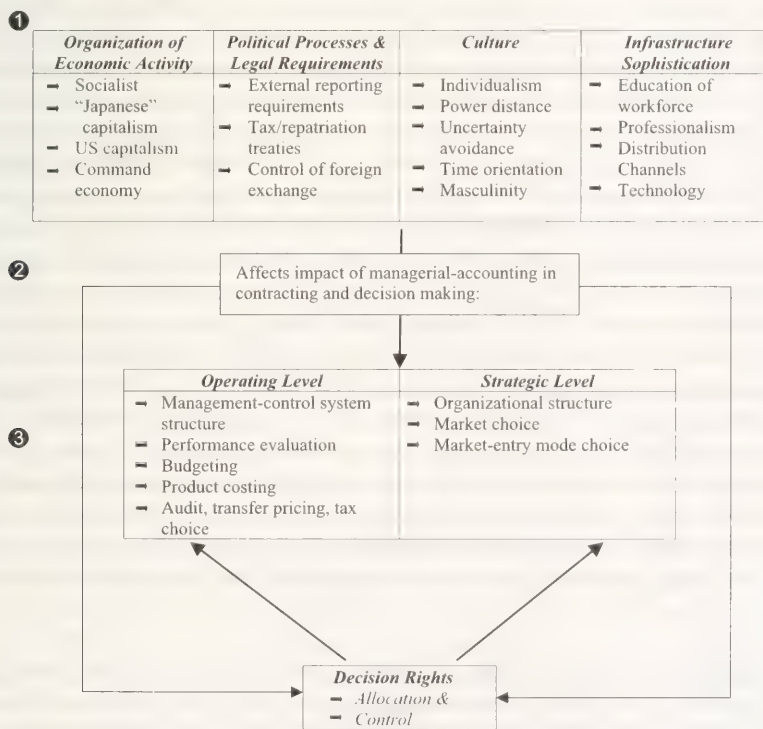 ❶
Organization of Economic Activity
➡ Socialist
➡ “Japanese”
capitalism
➡ US capitalism
➡ Command
economy
Political Processes &
Legal Requirements
➡ External reporting
requirements
➡ Tax/repatriation
treaties
➡ Control of foreign
exchange
Culture
➡ Individualism
➡ Power distance
➡ Uncertainty
avoidance
➡ Time orientation
➡ Masculinity
Infrastructure
Sophistication
➡ Education of
workforce
➡ Professionalism
➡ Distribution
Channels
➡ Technology
❷
Affects impact of managerial-accounting in
contracting and decision making:
❸
Operating Level
➡ Management-control system
structure
➡ Performance evaluation
➡ Budgeting
➡ Product costing
➡ Audit, transfer pricing, tax
choice
Strategic Level
➡ Organizational structure
➡ Market choice
➡ Market-entry mode choice
Decision Rights
➡ Allocation &
➡ Control